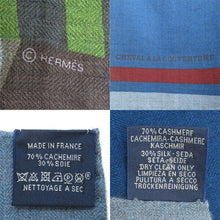 © HERMÈS
CHEVAL A LA COUVERTURE
MADE IN FRANCE
70% CACHEMIRE
30% SOIE
NETTOYAGE A SEC
70% CASHMERE
CACHEMIRA-CASHMERE
KASCHMIR
30% SILK-SEDA
SETA-SEIDE
DRY CLEAN ONLY
LIMPIEZA EN SECO
PULITURA A SECCO
TROCKENREINIGUNG